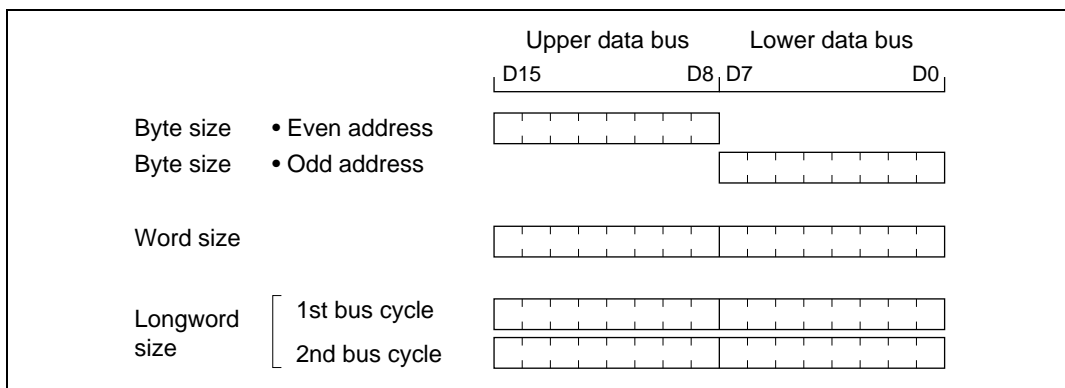 Upper data bus Lower data bus
D15 D8 D7 D0
Byte size • Even address
Byte size • Odd address
Word size
Longword size
1st bus cycle
2nd bus cycle